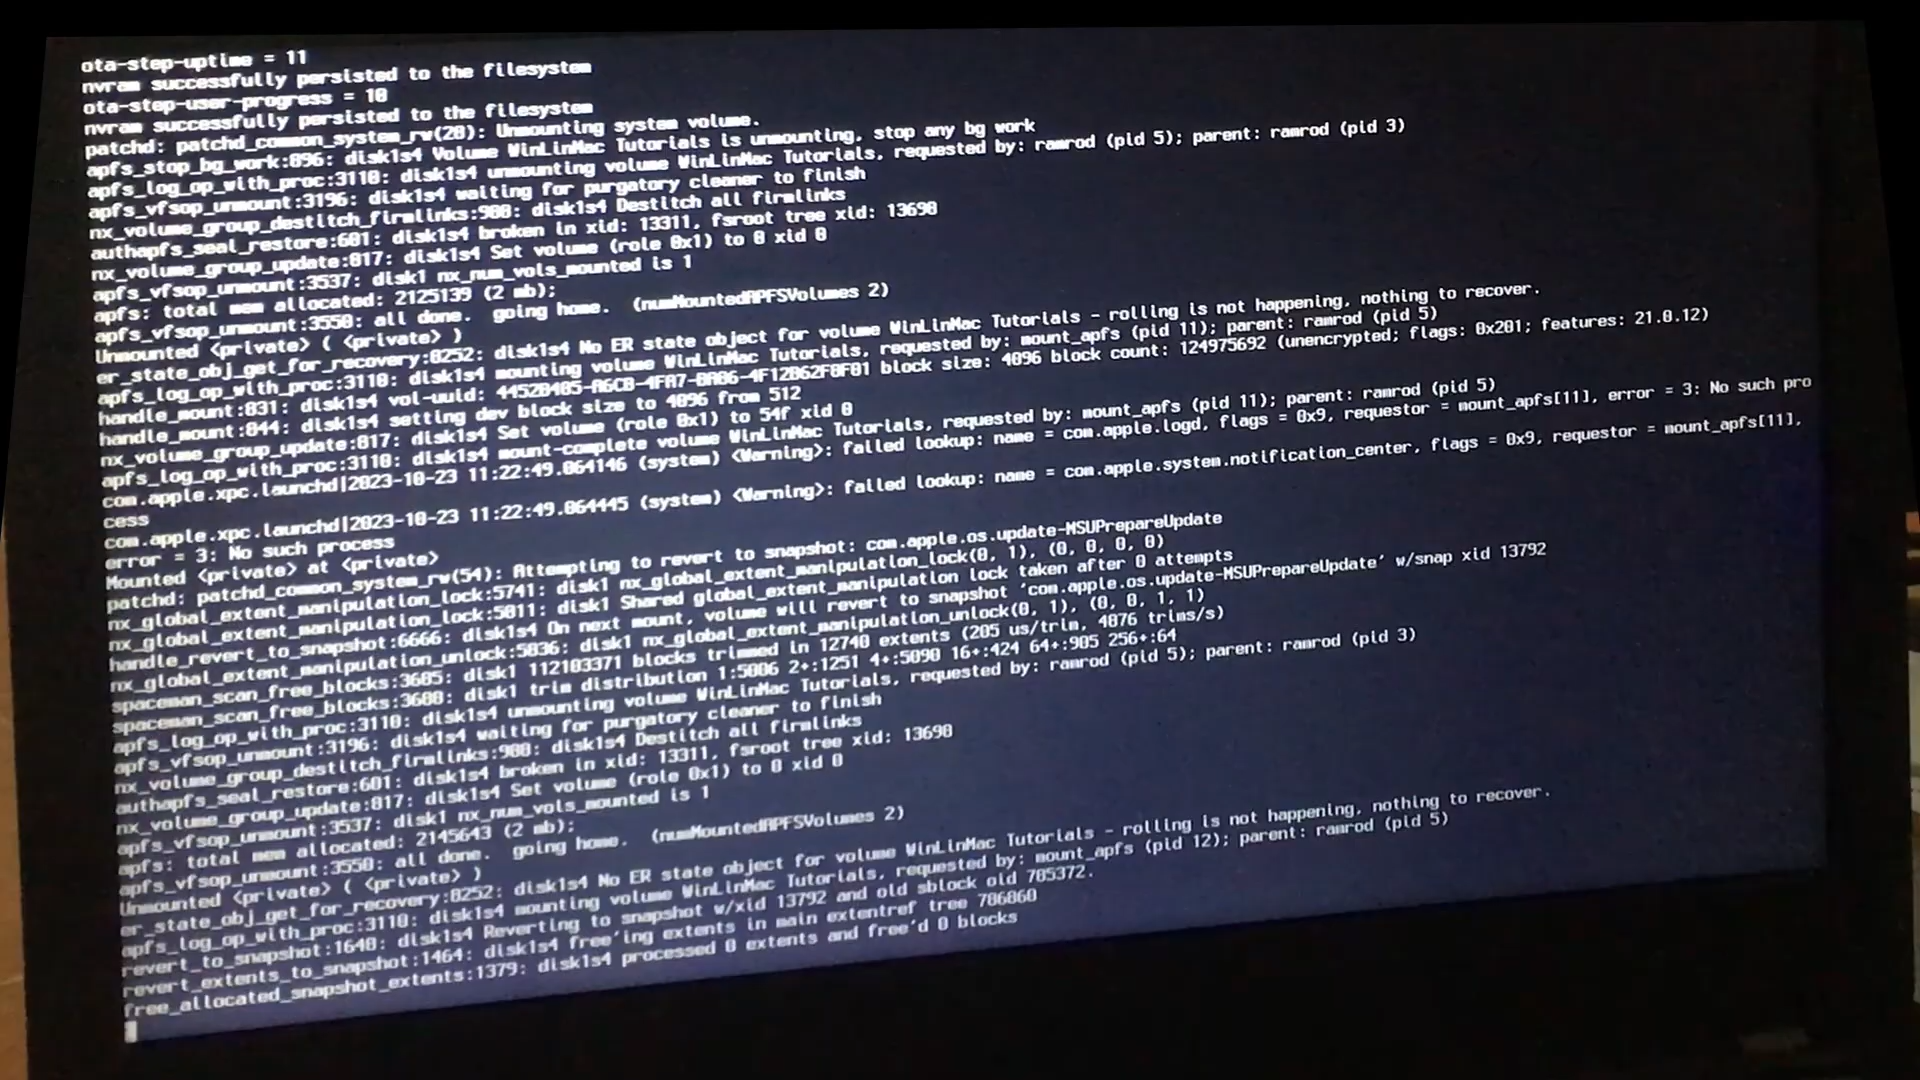 ota-step-uptime = 11
nvram successfully persisted to the filesystem
ota-step-user-progress = 10
nvram successfully persisted to the filesystem
patchd: patchd_common_system_rw(28): Unmounting system volume.
apfs_stop_bg_work:896: disk1s4 Volume WinLinMac Tutorials is unmounting, stop any bg work
apfs_log_op_with_proc:3110: disk1s4 unmounting volume WinLinMac Tutorials, requested by: ramrod (pid 5); parent: ramrod (pid 3)
apfs_vfsop_unmount:3196: disk1s4 waiting for purgatory cleaner to finish
nx_volume_group_destitch_firmlinks:900: disk1s4 Destitch all firmlinks
authapfs_seal_restore:601: disk1s4 broken in xid: 13311, fsroot tree xid: 13690
nx_volume_group_update:817: disk1s4 Set volume (role 0x1) to 0 xid 0
apfs_vfsop_unmount:3537: disk1 nx_num_vols_mounted is 1
apfs: total mem allocated: 2125139 (2 mb);
apfs_vfsop_unmount:3550: all done.  going home.  (numMountedAPFSVolumes 2)
Unmounted <private> ( <private> )
er_state_obj_get_for_recovery:8252: disk1s4 No ER state object for volume WinLinMac Tutorials - rolling is not happening, nothing to recover.
apfs_log_op_with_proc:3110: disk1s4 mounting volume WinLinMac Tutorials, requested by: mount_apfs (pid 11); parent: ramrod (pid 5)
handle_mount:831: disk1s4 vol-uuid: 4452B405-A6C8-4FA7-BA86-4F12B62F8F81 block size: 4096 block count: 124975692 (unencrypted; flags: 0x201; features: 21.0.12)
handle_mount:844: disk1s4 setting dev block size to 4096 from 512
nx_volume_group_update:817: disk1s4 Set volume (role 0x1) to 54f xid 0
apfs_log_op_with_proc:3110: disk1s4 mount-complete volume WinLinMac Tutorials, requested by: mount_apfs (pid 11); parent: ramrod (pid 5)
com.apple.xpc.launchd|2023-10-23 11:22:49.064146 (system) <Warning>: failed lookup: name = com.apple.logd, flags = 0x9, requestor = mount_apfs[11], error = 3: No such pro
cess
com.apple.xpc.launchd|2023-10-23 11:22:49.064445 (system) <Warning>: failed lookup: name = com.apple.system.notification_center, flags = 0x9, requestor = mount_apfs[11],
error = 3: No such process
Mounted <private> at <private>
patchd: patchd_common_system_rw(54): Attempting to revert to snapshot: com.apple.os.update-MSUPrepareUpdate
nx_global_extent_manipulation_lock:5741: disk1 nx_global_extent_manipulation_lock(0, 1), (0, 0, 0, 0)
nx_global_extent_manipulation_lock:5811: disk1 Shared global_extent_manipulation lock taken after 0 attempts
handle_revert_to_snapshot:6666: disk1s4 On next mount, volume will revert to snapshot 'com.apple.os.update-MSUPrepareUpdate' w/snap xid 13792
nx_global_extent_manipulation_unlock:5836: disk1 nx_global_extent_manipulation_unlock(0, 1), (0, 0, 1, 1)
spaceman_scan_free_blocks:3685: disk1 112103371 blocks trimmed in 12740 extents (205 us/trim, 4876 trims/s)
spaceman_scan_free_blocks:3688: disk1 trim distribution 1:5006 2+:1251 4+:5090 16+:424 64+:905 256+:64
apfs_log_op_with_proc:3110: disk1s4 unmounting volume WinLinMac Tutorials, requested by: ramrod (pid 5); parent: ramrod (pid 3)
apfs_vfsop_unmount:3196: disk1s4 waiting for purgatory cleaner to finish
nx_volume_group_destitch_firmlinks:900: disk1s4 Destitch all firmlinks
authapfs_seal_restore:601: disk1s4 broken in xid: 13311, fsroot tree xid: 13690
nx_volume_group_update:817: disk1s4 Set volume (role 0x1) to 0 xid 0
apfs_vfsop_unmount:3537: disk1 nx_num_vols_mounted is 1
apfs: total mem allocated: 2145643 (2 mb);
apfs_vfsop_unmount:3550: all done.  going home.  (numMountedAPFSVolumes 2)
Unmounted <private> ( <private> )
er_state_obj_get_for_recovery:8252: disk1s4 No ER state object for volume WinLinMac Tutorials - rolling is not happening, nothing to recover.
apfs_log_op_with_proc:3110: disk1s4 mounting volume WinLinMac Tutorials, requested by: mount_apfs (pid 12); parent: ramrod (pid 5)
revert_to_snapshot:1640: disk1s4 Reverting to snapshot w/xid 13792 and old sblock old 785372.
revert_extents_to_snapshot:1464: disk1s4 free'ing extents in main extentref tree 786860
free_allocated_snapshot_extents:1379: disk1s4 processed 0 extents and free'd 0 blocks